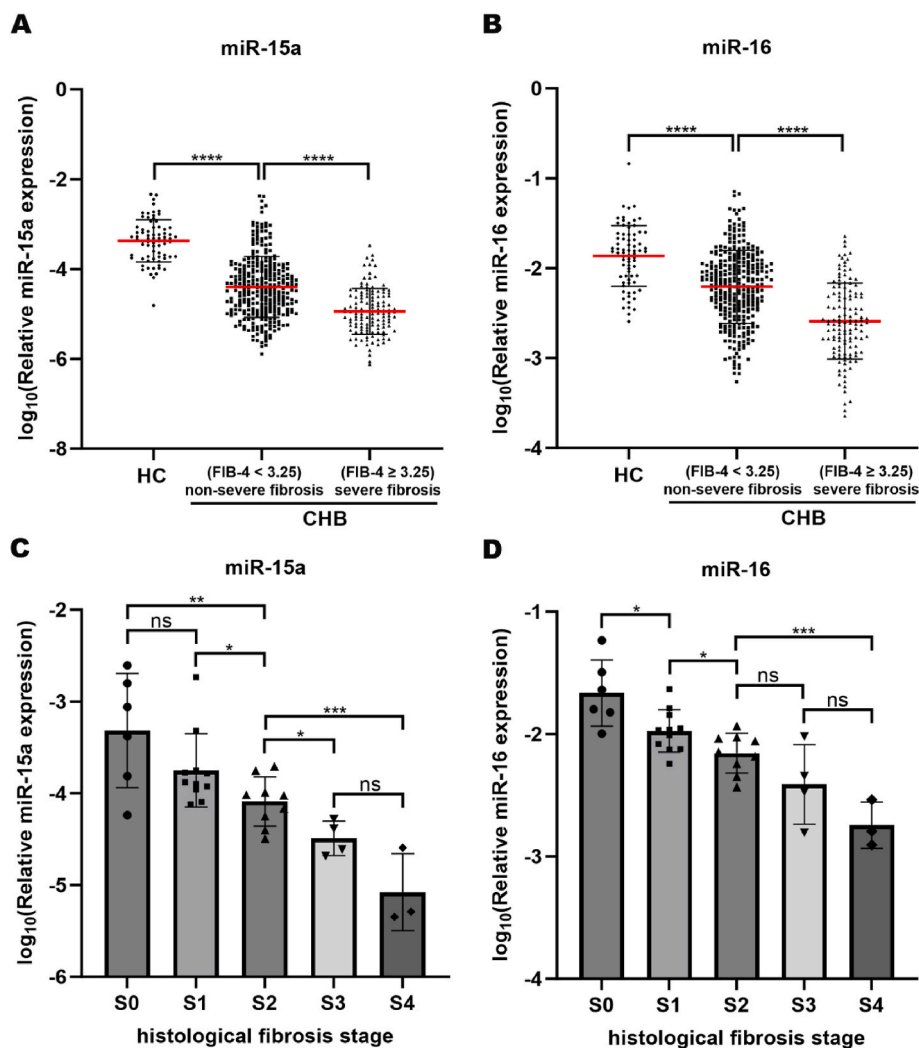 A
miR-15a
log10(Relative miR-15a expression)
0
-2
-4
-6
-8
****
****
HC
(FIB-4 < 3.25)
non-severe fibrosis
(FIB-4 ≥ 3.25)
severe fibrosis
CHB
B
miR-16
log10(Relative miR-16 expression)
0
-1
-2
-3
-4
****
****
HC
(FIB-4 < 3.25)
non-severe fibrosis
(FIB-4 ≥ 3.25)
severe fibrosis
CHB
C
miR-15a
log10(Relative miR-15a expression)
-2
-3
-4
-5
-6
**
ns
*
***
*
ns
S0
S1
S2
S3
S4
histological fibrosis stage
D
miR-16
log10(Relative miR-16 expression)
-1
-2
-3
-4
*
*
***
ns
ns
S0
S1
S2
S3
S4
histological fibrosis stage